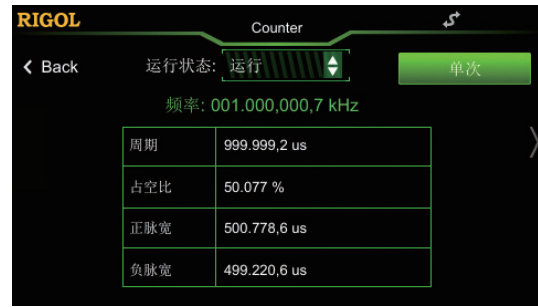 RIGOL
Counter
Back
运行状态: 运行
单次
频率: 001.000,000,7 kHz
周期 999.999,2 us
占空比 50.077 %
正脉宽 500.778,6 us
负脉宽 499.220,6 us